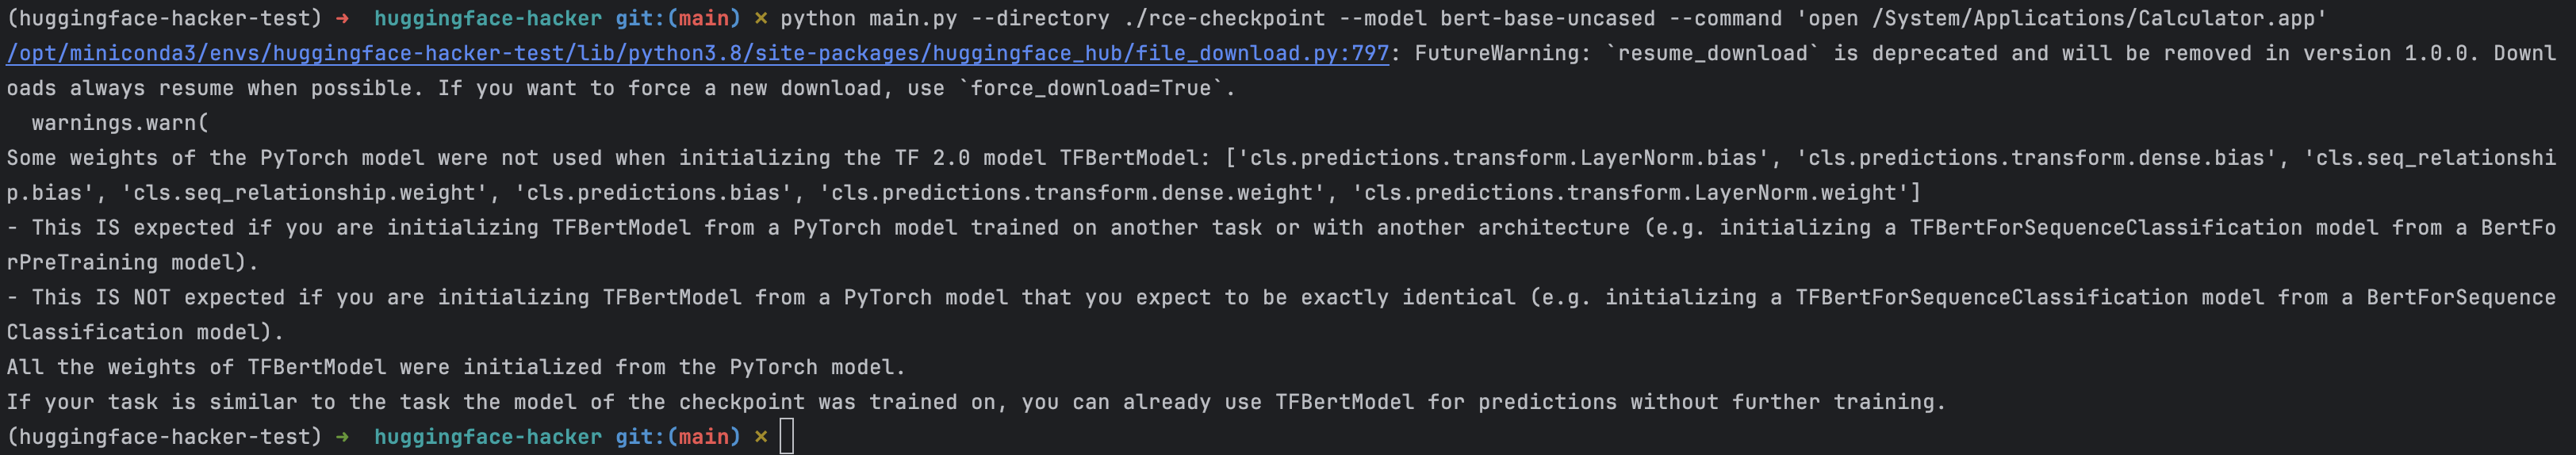 (huggingface-hacker-test) ➜  huggingface-hacker git:(main) ✗ python main.py --directory ./rce-checkpoint --model bert-base-uncased --command 'open /System/Applications/Calculator.app'
/opt/miniconda3/envs/huggingface-hacker-test/lib/python3.8/site-packages/huggingface_hub/file_download.py:797: FutureWarning: `resume_download` is deprecated and will be removed in version 1.0.0. Downl
oads always resume when possible. If you want to force a new download, use `force_download=True`.
  warnings.warn(
Some weights of the PyTorch model were not used when initializing the TF 2.0 model TFBertModel: ['cls.predictions.transform.LayerNorm.bias', 'cls.predictions.transform.dense.bias', 'cls.seq_relationshi
p.bias', 'cls.seq_relationship.weight', 'cls.predictions.bias', 'cls.predictions.transform.dense.weight', 'cls.predictions.transform.LayerNorm.weight']
- This IS expected if you are initializing TFBertModel from a PyTorch model trained on another task or with another architecture (e.g. initializing a TFBertForSequenceClassification model from a BertFo
rPreTraining model).
- This IS NOT expected if you are initializing TFBertModel from a PyTorch model that you expect to be exactly identical (e.g. initializing a TFBertForSequenceClassification model from a BertForSequence
Classification model).
All the weights of TFBertModel were initialized from the PyTorch model.
If your task is similar to the task the model of the checkpoint was trained on, you can already use TFBertModel for predictions without further training.
(huggingface-hacker-test) ➜  huggingface-hacker git:(main) ✗